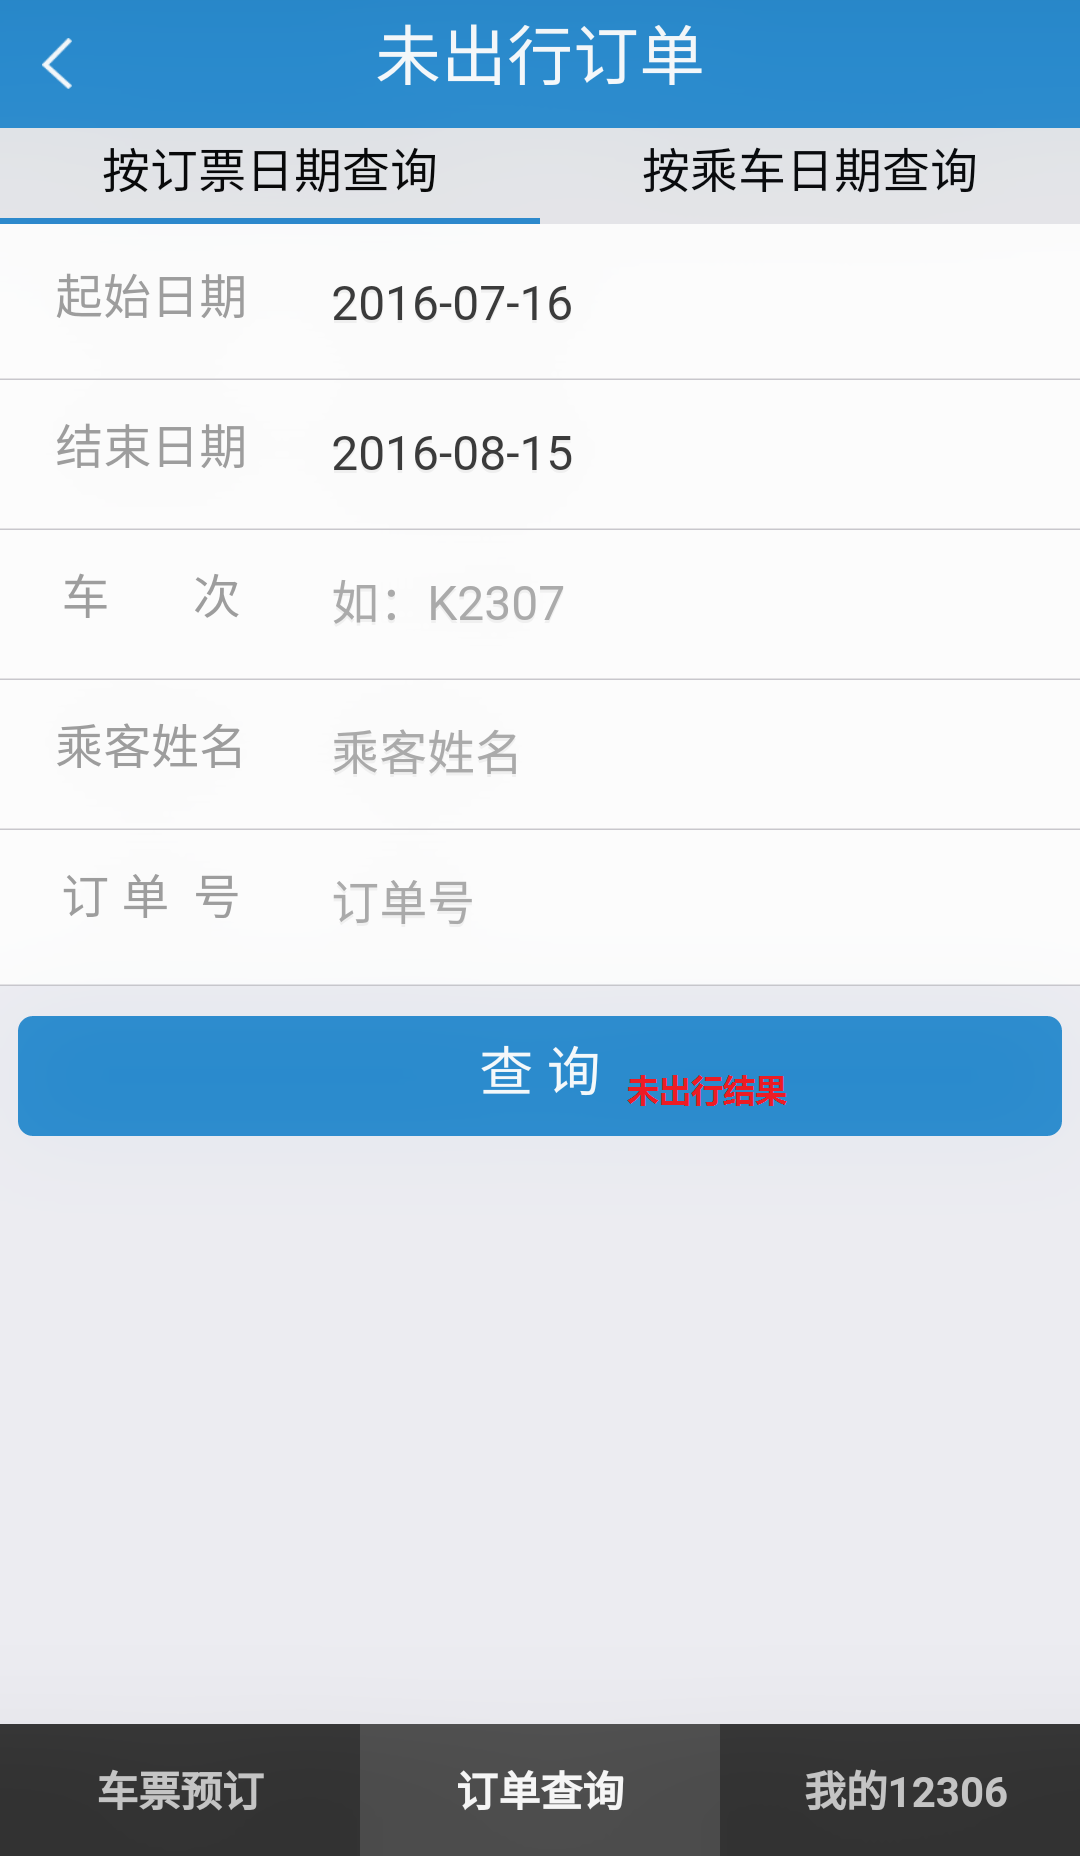 未出行订单
按订票日期查询 按乘车日期查询
起始日期 2016-07-16
结束日期 2016-08-15
车 次 如：K2307
乘客姓名 乘客姓名
订单号 订单号
查询 未出行结果
车票预订 订单查询 我的12306